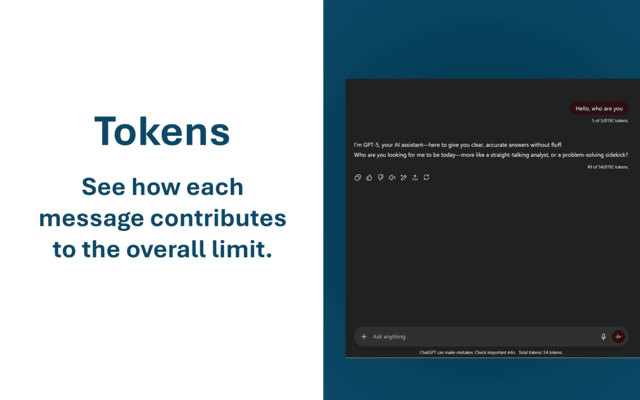 Tokens
See how each
message contributes
to the overall limit.
Hello, who are you
5 of 5/8192 tokens.
I'm GPT-5, your AI assistant—here to give you clear, accurate answers without fluff.
Who are you looking for me to be today—more like a straight-talking analyst, or a problem-solving sidekick?
49 of 54/8192 tokens.
Ask anything
ChatGPT can make mistakes. Check important info. Total tokens: 54 tokens.